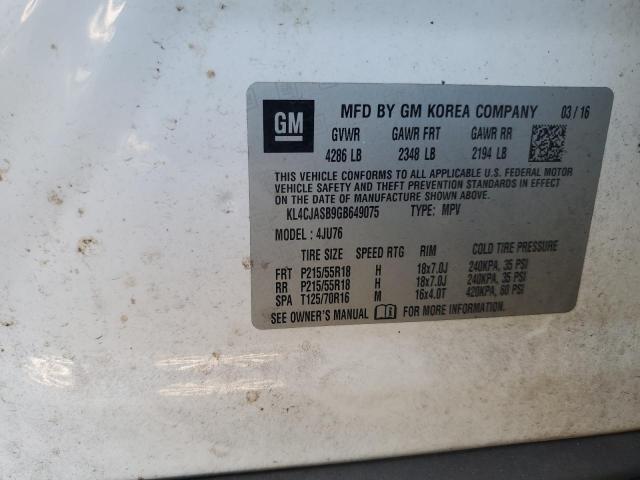 GM MFD BY GM KOREA COMPANY 03/16
GVWR GAWR FRT GAWR RR
4286 LB 2348 LB 2194 LB
THIS VEHICLE CONFORMS TO ALL APPLICABLE U.S. FEDERAL MOTOR
VEHICLE SAFETY AND THEFT PREVENTION STANDARDS IN EFFECT ON
THE DATE OF MANUFACTURE SHOWN ABOVE.
KL4CJASB9GB649075 TYPE: MPV
MODEL: 4JU76
TIRE SIZE SPEED RTG RIM COLD TIRE PRESSURE
FRT P215/55R18 H 18x7.0J 240KPA, 35 PSI
RR P215/55R18 H 18x7.0J 240KPA, 35 PSI
SPA T125/70R16 M 16x4.0T 420KPA, 60 PSI
SEE OWNER'S MANUAL FOR MORE INFORMATION.